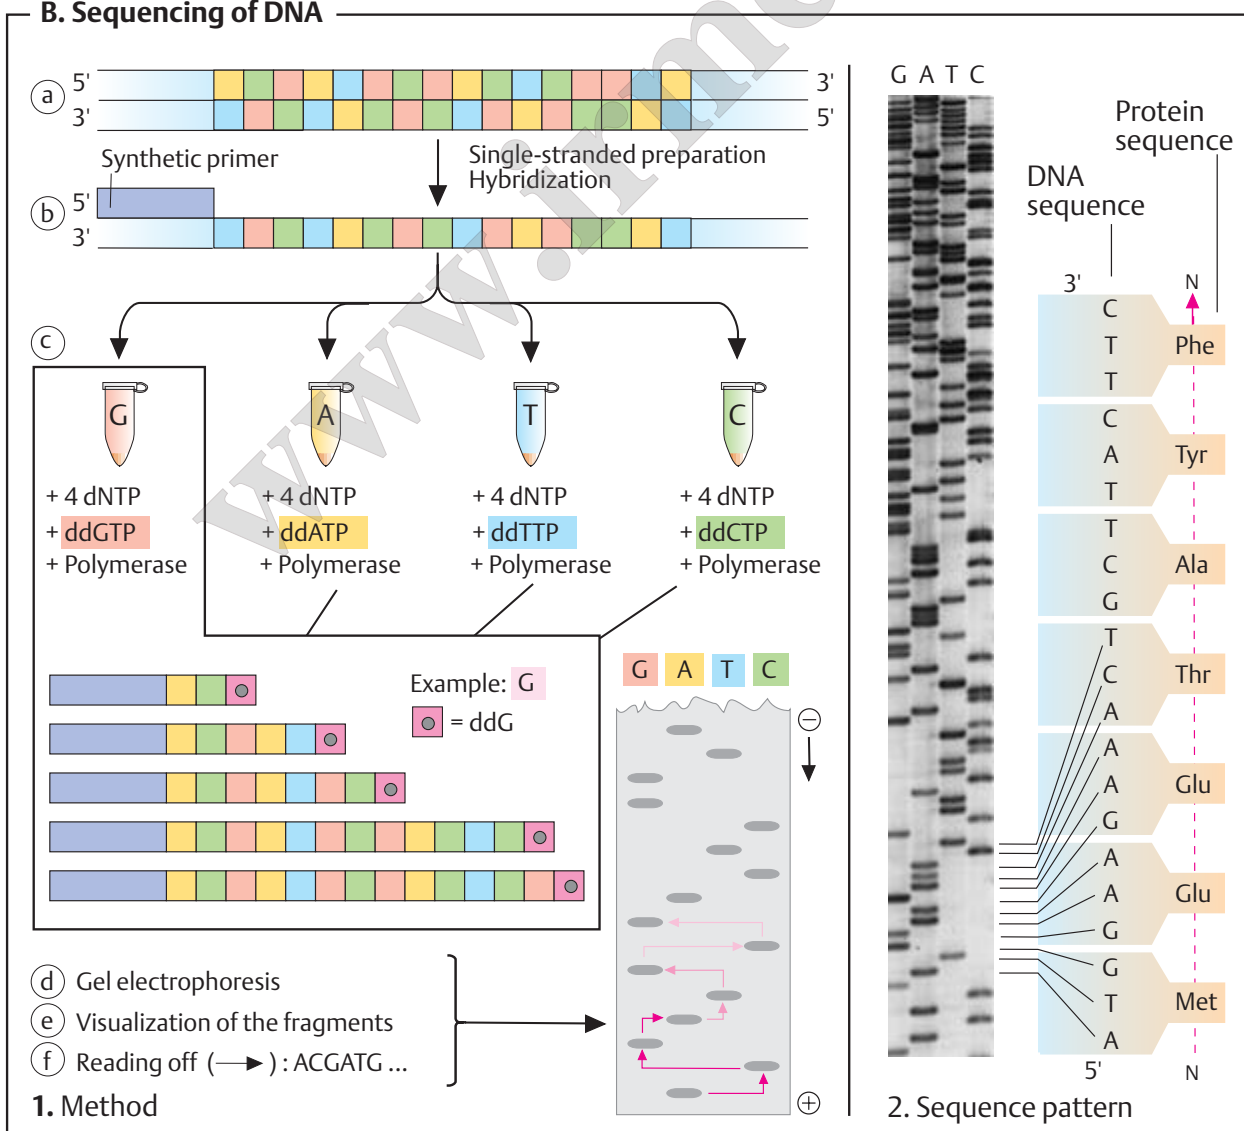 B. Sequencing of DNA
a
5'
3'
3'
5'
Synthetic primer
Single-stranded preparation
Hybridization
b
5'
3'
c
G
A
T
C
+ 4 dNTP
+ ddGTP
+ Polymerase
+ 4 dNTP
+ ddATP
+ Polymerase
+ 4 dNTP
+ ddTTP
+ Polymerase
+ 4 dNTP
+ ddCTP
+ Polymerase
Example: G
= ddG
G A T C
−
+
d Gel electrophoresis
e Visualization of the fragments
f Reading off ( ) : ACGATG ...
1. Method
G A T C
Protein
sequence
DNA
sequence
3'
N
C
T
T
Phe
C
A
T
Tyr
T
C
G
Ala
T
C
A
Thr
A
A
G
Glu
A
A
G
Glu
G
T
A
Met
5'
N
2. Sequence pattern